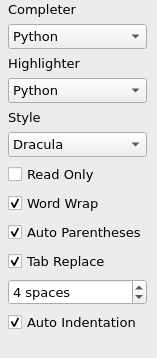 Completer
Python
Highlighter
Python
Style
Dracula
Read Only
Word Wrap
Auto Parentheses
Tab Replace
4 spaces
Auto Indentation